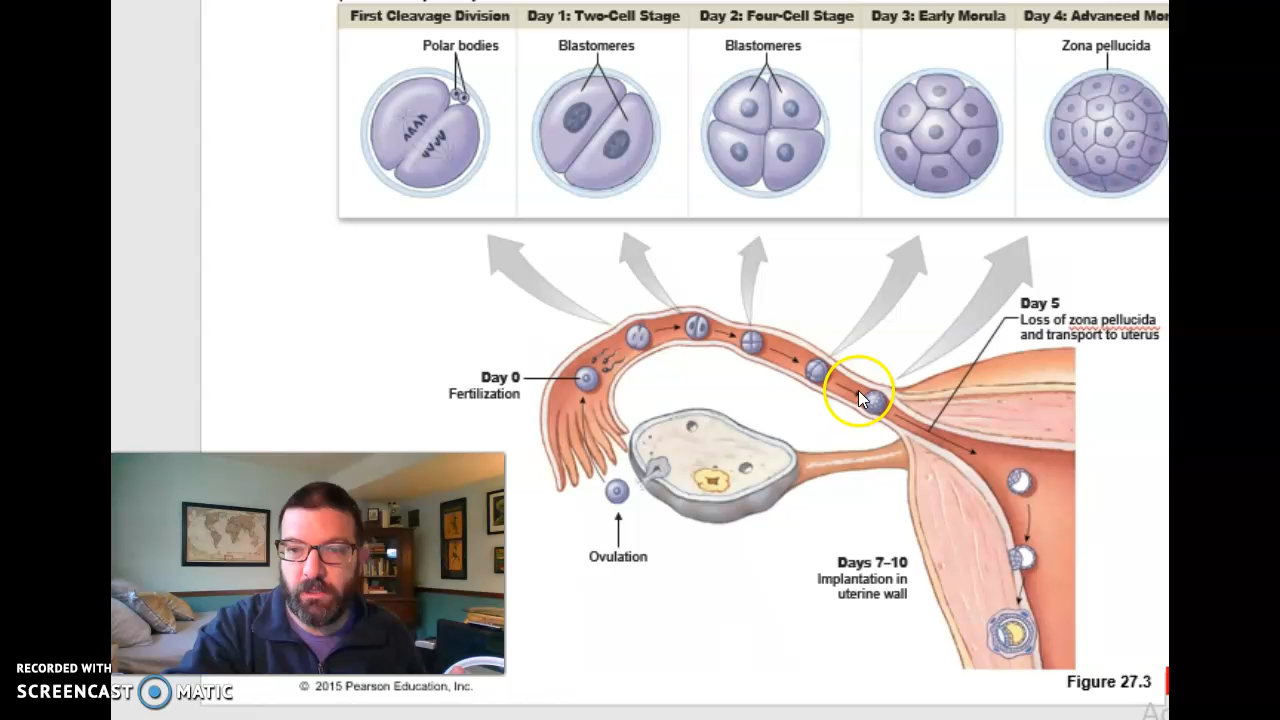 First Cleavage Division
Day 1: Two-Cell Stage
Day 2: Four-Cell Stage
Day 3: Early Morula
Day 4: Advanced Mor
Polar bodies
Blastomeres
Blastomeres
Zona pellucida
Day 5
Loss of zona pellucida
and transport to uterus
Day 0
Fertilization
Ovulation
Days 7–10
Implantation in
uterine wall
RECORDED WITH
SCREENCAST MATIC
© 2015 Pearson Education, Inc.
Figure 27.3